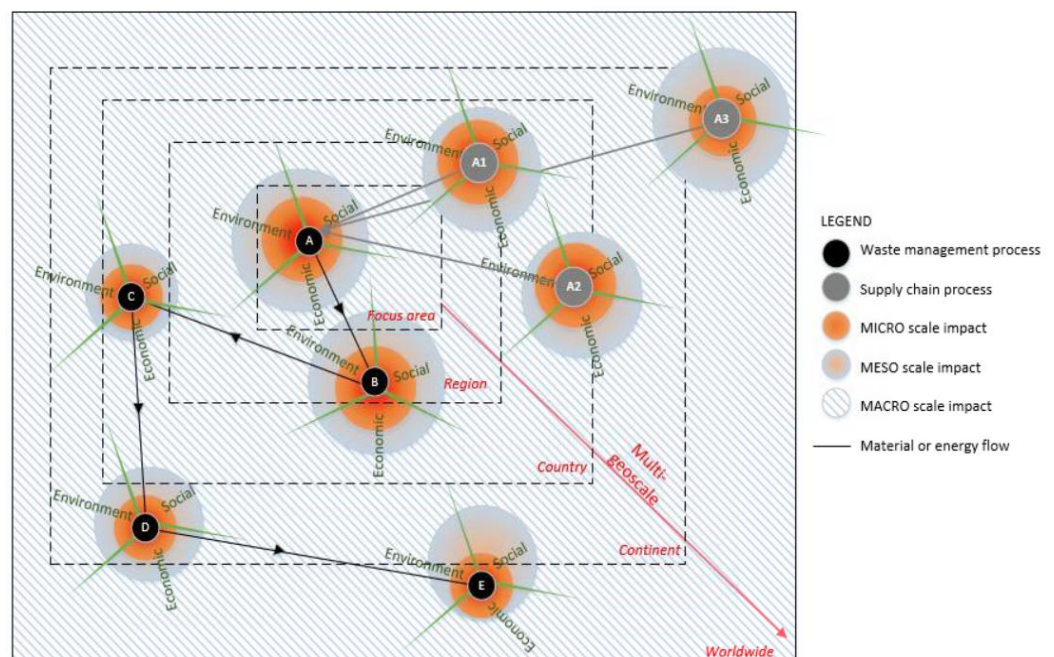 Environment
Social
Economic
A3
Environment
Social
Economic
A1
Environment
Social
Economic
A
Environment
Social
Economic
A2
Environment
Social
Economic
C
Focus area
Environment
Social
Economic
B
Region
Country
Multi-
geoscale
Environment
Social
Economic
D
Continent
Environment
Social
Economic
E
Worldwide
LEGEND
Waste management process
Supply chain process
MICRO scale impact
MESO scale impact
MACRO scale impact
Material or energy flow